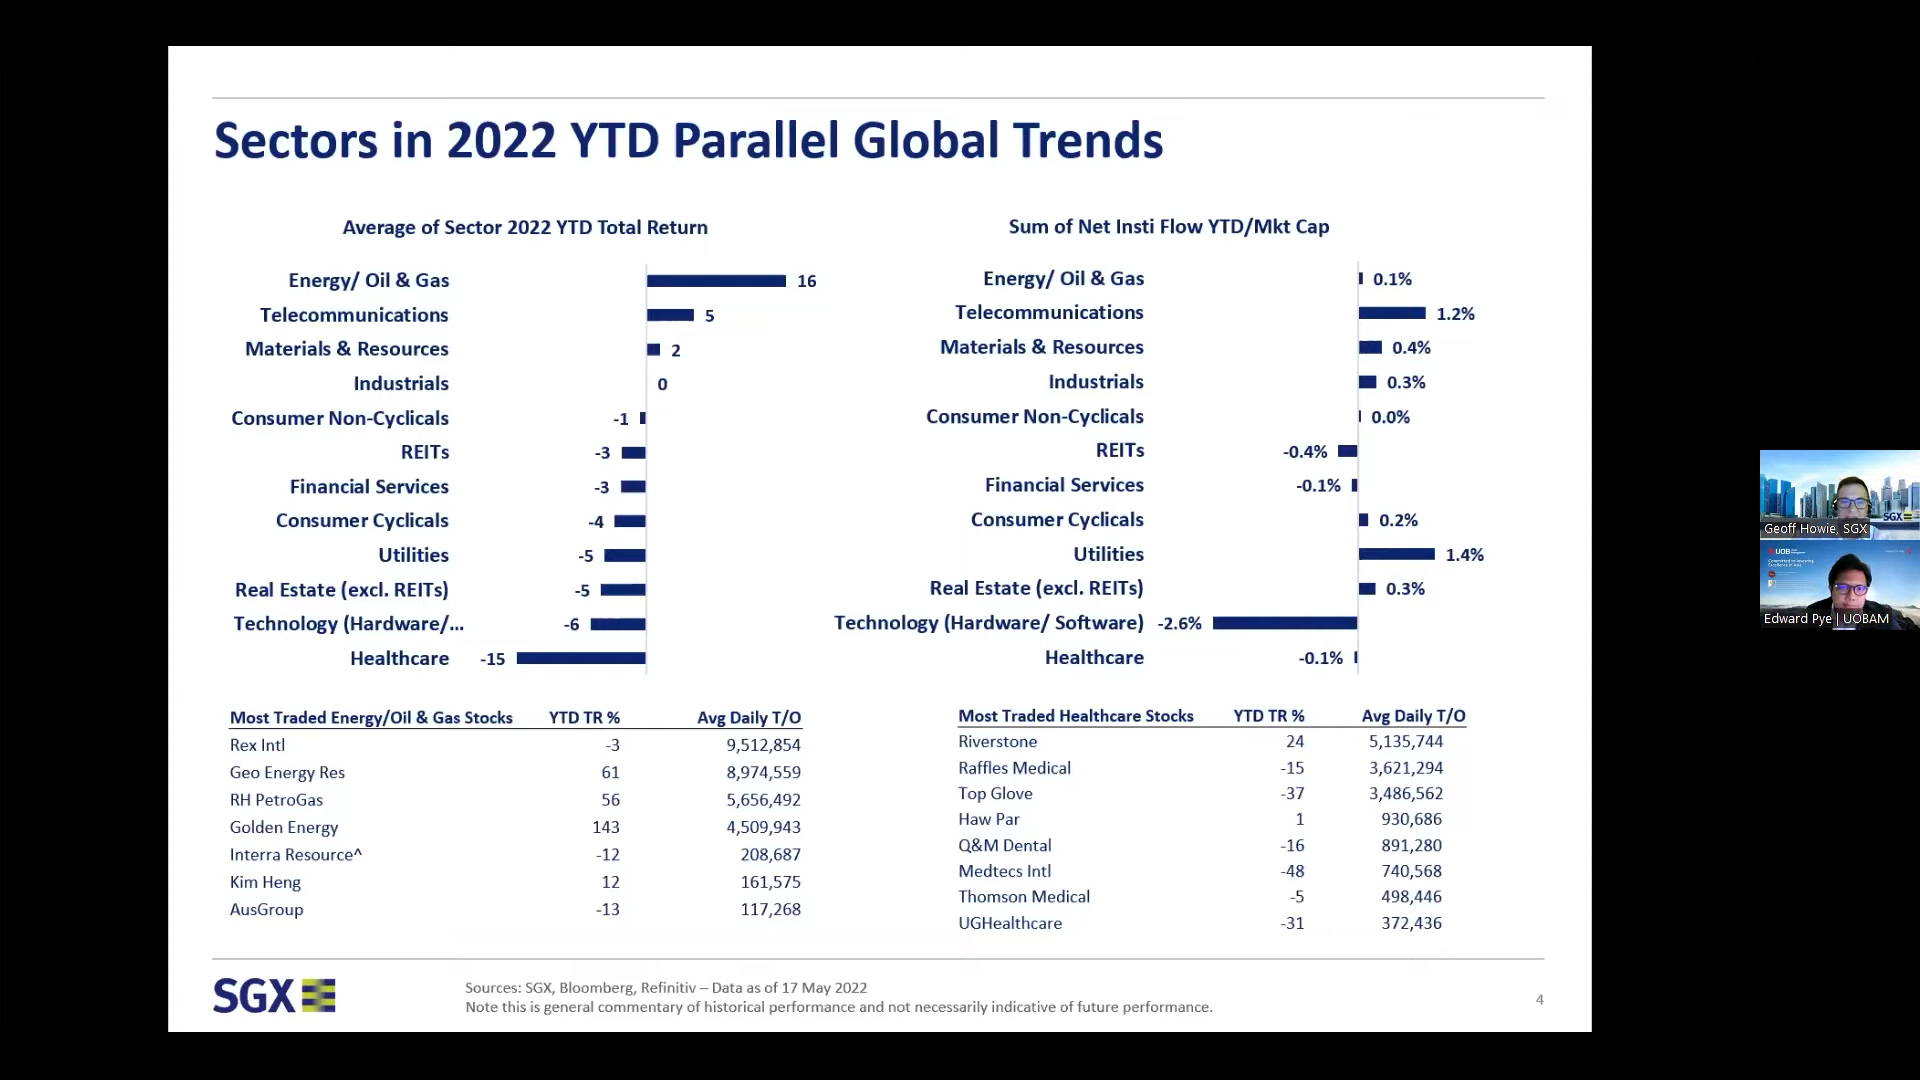 Sectors in 2022 YTD Parallel Global Trends
Average of Sector 2022 YTD Total Return
Energy/ Oil & Gas 16
Telecommunications 5
Materials & Resources 2
Industrials 0
Consumer Non-Cyclicals -1
REITs -3
Financial Services -3
Consumer Cyclicals -4
Utilities -5
Real Estate (excl. REITs) -5
Technology (Hardware/... -6
Healthcare -15
Sum of Net Insti Flow YTD/Mkt Cap
Energy/ Oil & Gas 0.1%
Telecommunications 1.2%
Materials & Resources 0.4%
Industrials 0.3%
Consumer Non-Cyclicals 0.0%
REITs -0.4%
Financial Services -0.1%
Consumer Cyclicals 0.2%
Utilities 1.4%
Real Estate (excl. REITs) 0.3%
Technology (Hardware/ Software) -2.6%
Healthcare -0.1%
Most Traded Energy/Oil & Gas Stocks YTD TR % Avg Daily T/O
Rex Intl -3 9,512,854
Geo Energy Res 61 8,974,559
RH PetroGas 56 5,656,492
Golden Energy 143 4,509,943
Interra Resource^ -12 208,687
Kim Heng 12 161,575
AusGroup -13 117,268
Most Traded Healthcare Stocks YTD TR % Avg Daily T/O
Riverstone 24 5,135,744
Raffles Medical -15 3,621,294
Top Glove -37 3,486,562
Haw Par 1 930,686
Q&M Dental -16 891,280
Medtecs Intl -48 740,568
Thomson Medical -5 498,446
UGHealthcare -31 372,436
SGX
Sources: SGX, Bloomberg, Refinitiv – Data as of 17 May 2022
Note this is general commentary of historical performance and not necessarily indicative of future performance.
4
SGX
Geoff Howie, SGX
UOB
Edward Pye | UOBAM